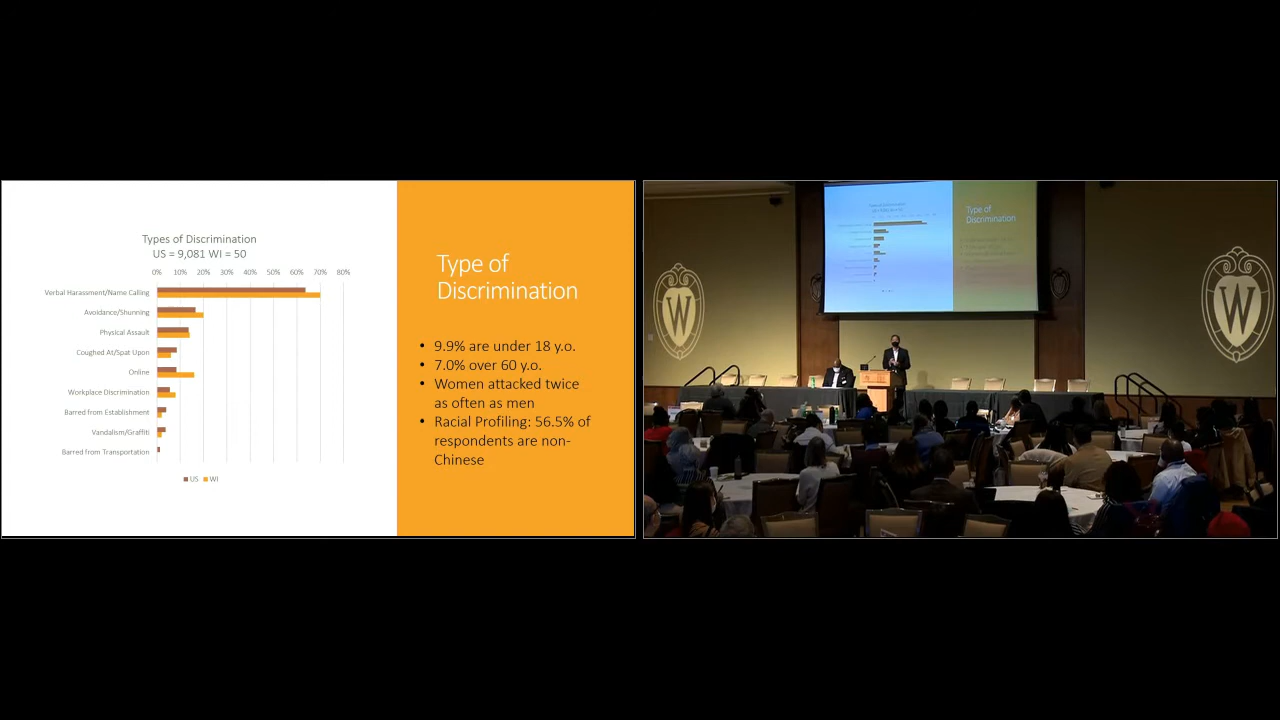 Types of Discrimination
US = 9,081 WI = 50
0% 10% 20% 30% 40% 50% 60% 70% 80%
Verbal Harassment/Name Calling
Avoidance/Shunning
Physical Assault
Coughed At/Spat Upon
Online
Workplace Discrimination
Barred from Establishment
Vandalism/Graffiti
Barred from Transportation
US WI
Type of
Discrimination
• 9.9% are under 18 y.o.
• 7.0% over 60 y.o.
• Women attacked twice
as often as men
• Racial Profiling: 56.5% of
respondents are non-
Chinese
Type of
Discrimination
W
W